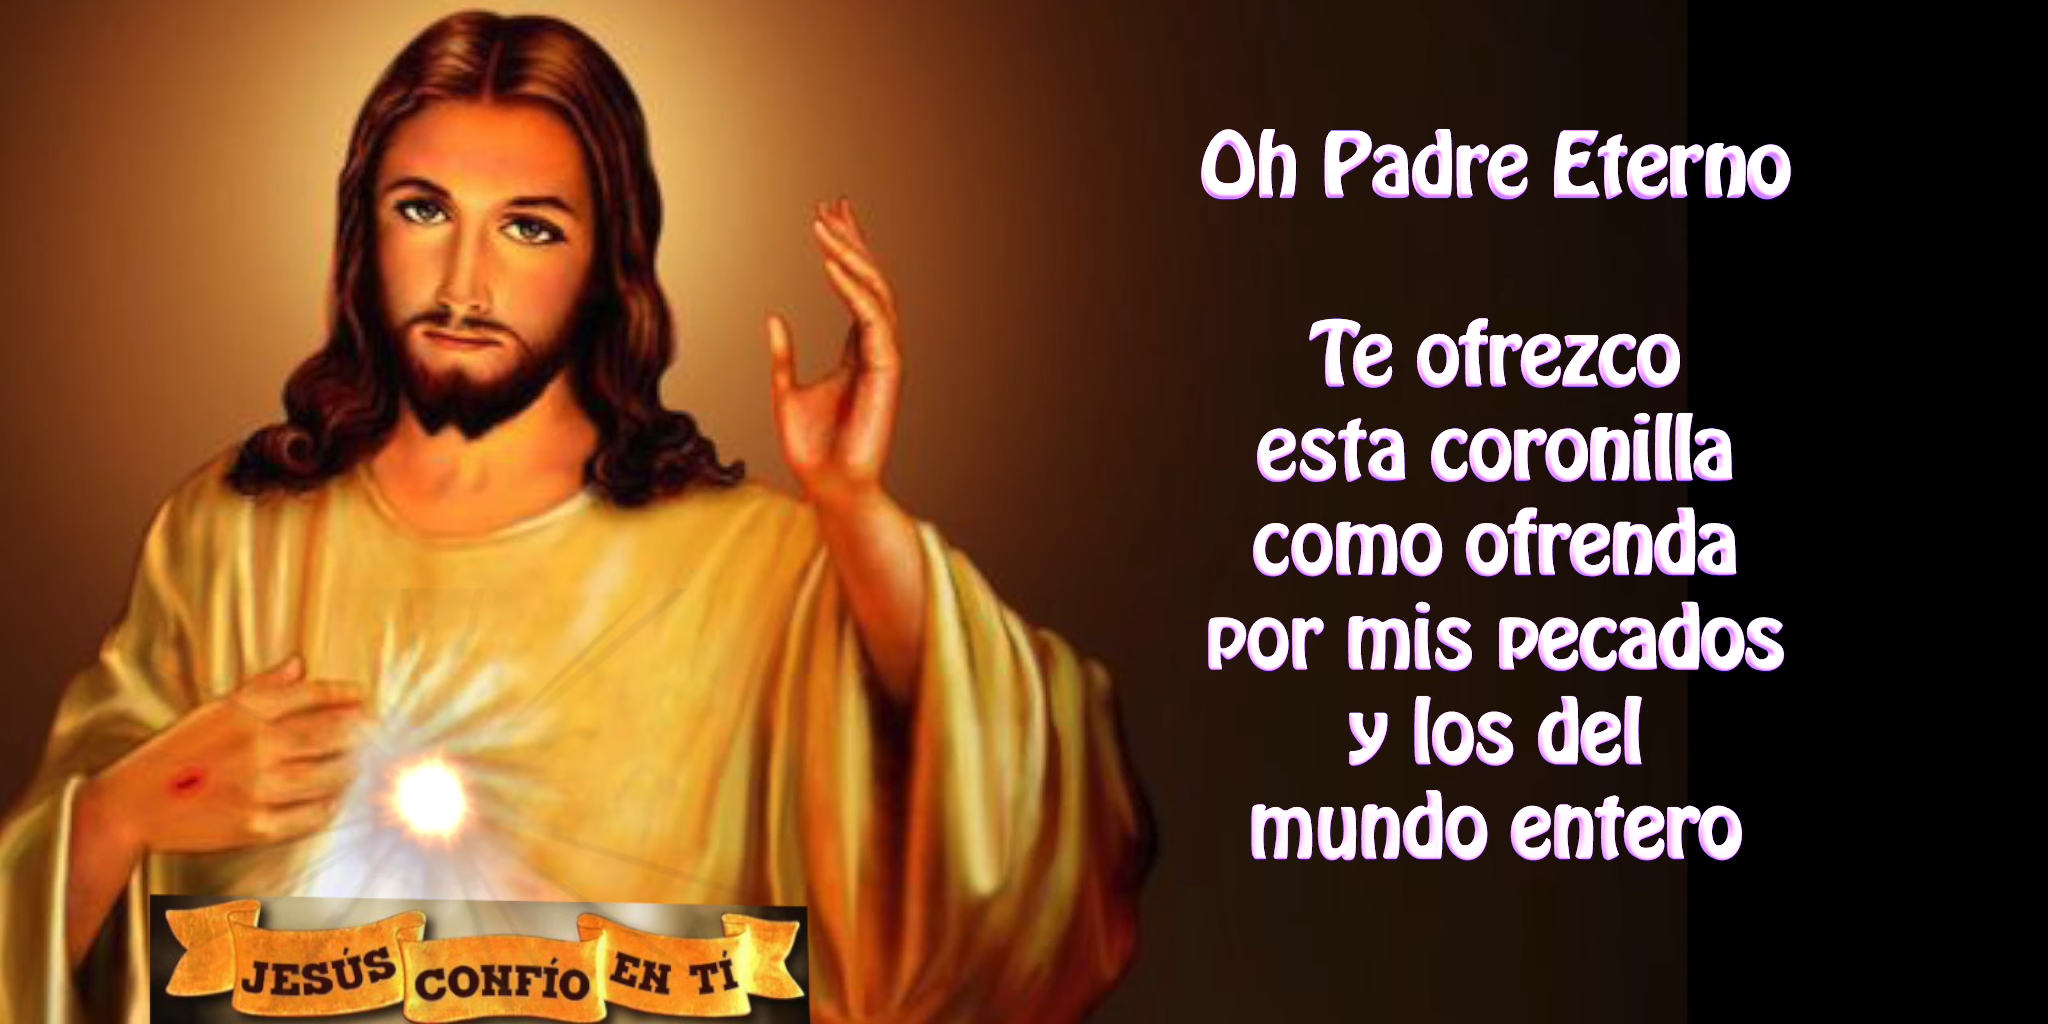 Oh Padre Eterno
Te ofrezco
esta coronilla
como ofrenda
por mis pecados
y los del
mundo entero
JESÚS CONFÍO EN TÍ